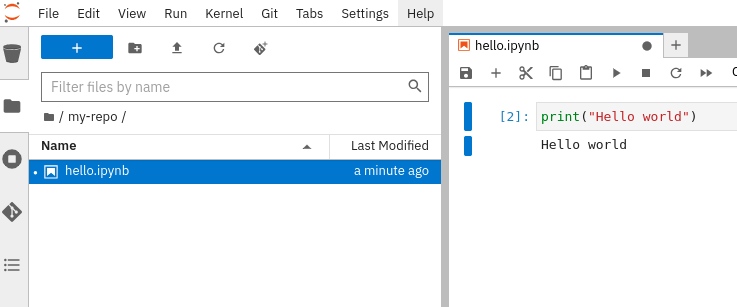 File Edit View Run Kernel Git Tabs Settings Help
Filter files by name
/ my-repo /
Name Last Modified
hello.ipynb a minute ago
hello.ipynb
[2]: print("Hello world")
Hello world